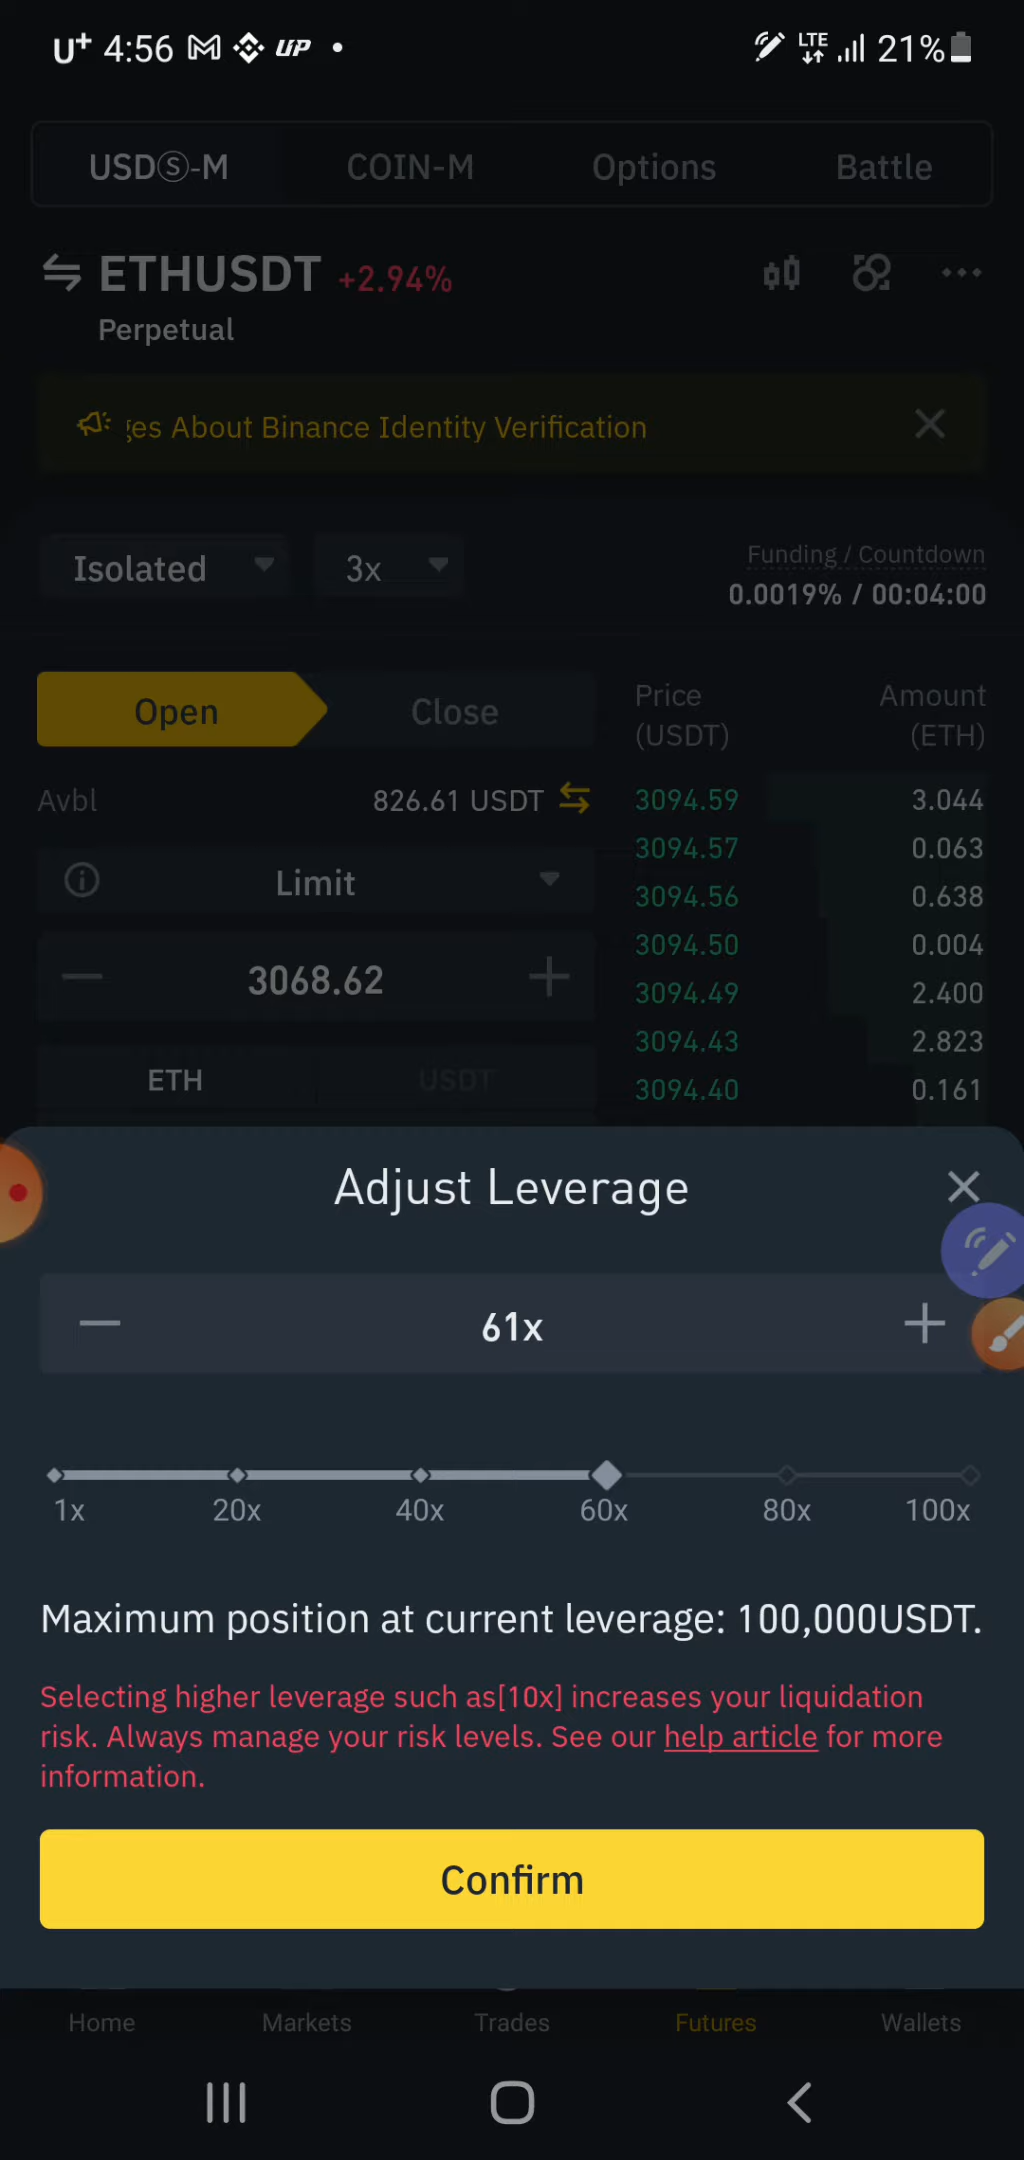 U+ 4:56 UP LTE 21%
USDⓈ-M COIN-M Options Battle
ETHUSDT +2.94%
Perpetual
ges About Binance Identity Verification
Isolated 3x
Funding / Countdown
0.0019% / 00:04:00
Open Close
Price Amount
(USDT) (ETH)
Avbl 826.61 USDT
Limit
3068.62
ETH USDT
3094.59 3.044
3094.57 0.063
3094.56 0.638
3094.50 0.004
3094.49 2.400
3094.43 2.823
3094.40 0.161
Adjust Leverage
61x
1x 20x 40x 60x 80x 100x
Maximum position at current leverage: 100,000USDT.
Selecting higher leverage such as[10x] increases your liquidation
risk. Always manage your risk levels. See our help article for more
information.
Confirm
Home Markets Trades Futures Wallets